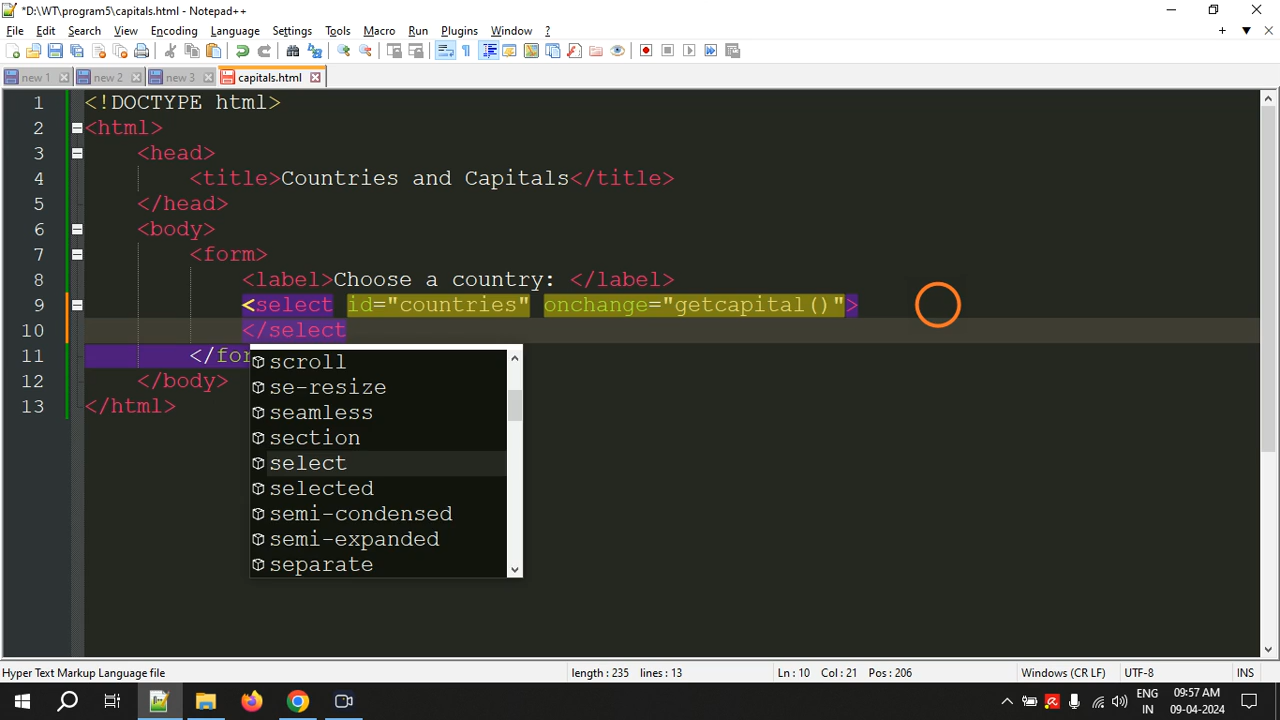 *D:\WT\program5\capitals.html - Notepad++
File Edit Search View Encoding Language Settings Tools Macro Run Plugins Window ?
new 1 new 2 new 3 capitals.html
1 <!DOCTYPE html>
2 <html>
3 <head>
4 <title>Countries and Capitals</title>
5 </head>
6 <body>
7 <form>
8 <label>Choose a country: </label>
9 <select id="countries" onchange="getcapital()">
10 </select
11 </for
12 </body>
13 </html>
scroll
se-resize
seamless
section
select
selected
semi-condensed
semi-expanded
separate
Hyper Text Markup Language file length : 235 lines : 13 Ln : 10 Col : 21 Pos : 206 Windows (CR LF) UTF-8 INS
ENG 09:57 AM
IN 09-04-2024